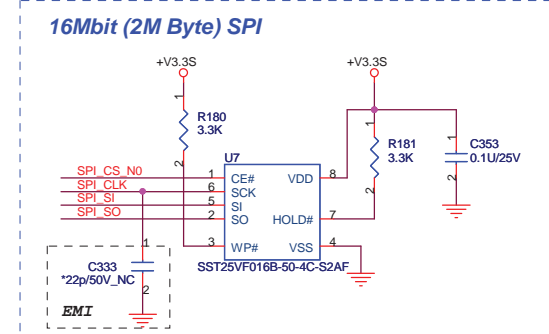 16Mbit (2M Byte) SPI
+V3.3S
+V3.3S
1
R180
3.3K
2
1
R181
3.3K
2
1
C353
0.1U/25V
2
U7
SPI_CS_N0 1 CE# VDD 8
SPI_CLK 6 SCK
SPI_SI 5 SI
SPI_SO 2 SO HOLD# 7
3 WP# VSS 4
SST25VF016B-50-4C-S2AF
1
C333
*22p/50V_NC
2
EMI